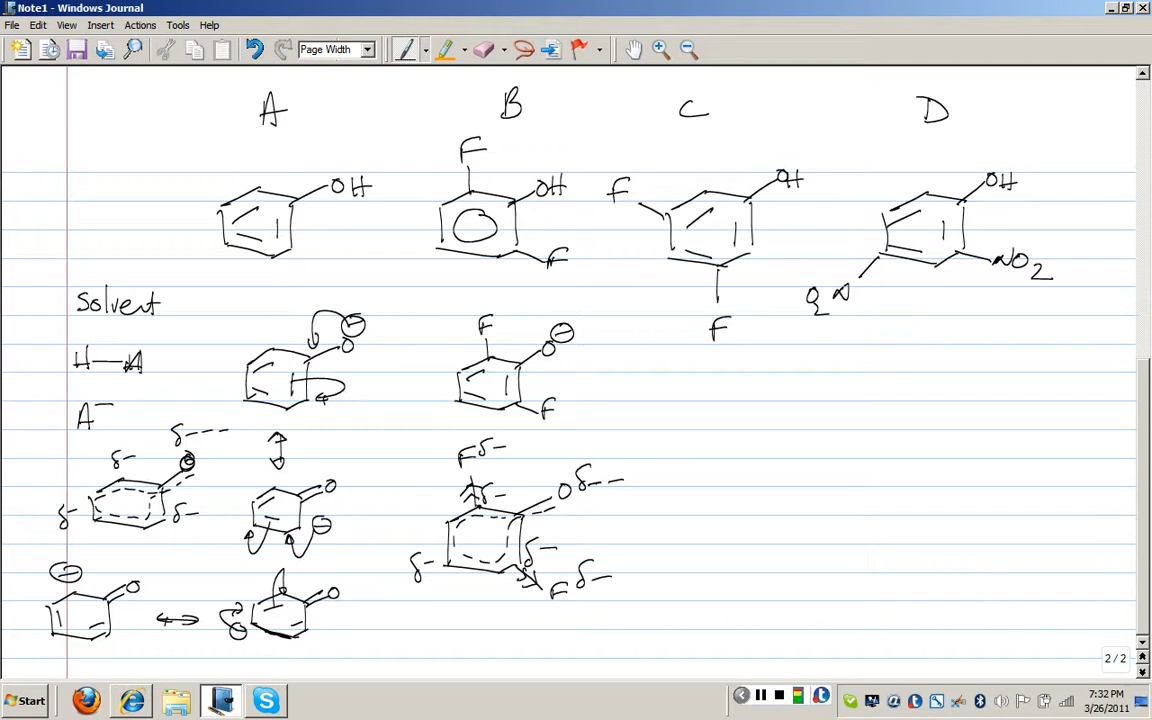 Note1 - Windows Journal
File Edit View Insert Actions Tools Help
Page Width
A B C D
F
OH OH F OH OH
F NO2
O2N
F
Solvent
H—A
⊖ O F O ⊖
F
A−
δ- - - -
δ- ⊖ F δ-
δ- δ- O δ- O δ- - -
⊖ δ-
δ- F δ-
⊖ O O
⊖
2 / 2
Start
7:32 PM
3/26/2011